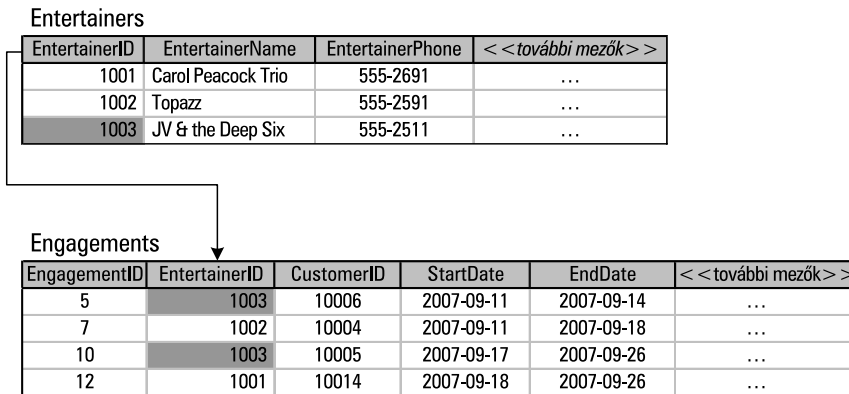 Entertainers
EntertainerID EntertainerName EntertainerPhone <<további mezők>>
1001 Carol Peacock Trio 555-2691 ...
1002 Topazz 555-2591 ...
1003 JV & the Deep Six 555-2511 ...
Engagements
EngagementID EntertainerID CustomerID StartDate EndDate <<további mezők>>
5 1003 10006 2007-09-11 2007-09-14 ...
7 1002 10004 2007-09-11 2007-09-18 ...
10 1003 10005 2007-09-17 2007-09-26 ...
12 1001 10014 2007-09-18 2007-09-26 ...